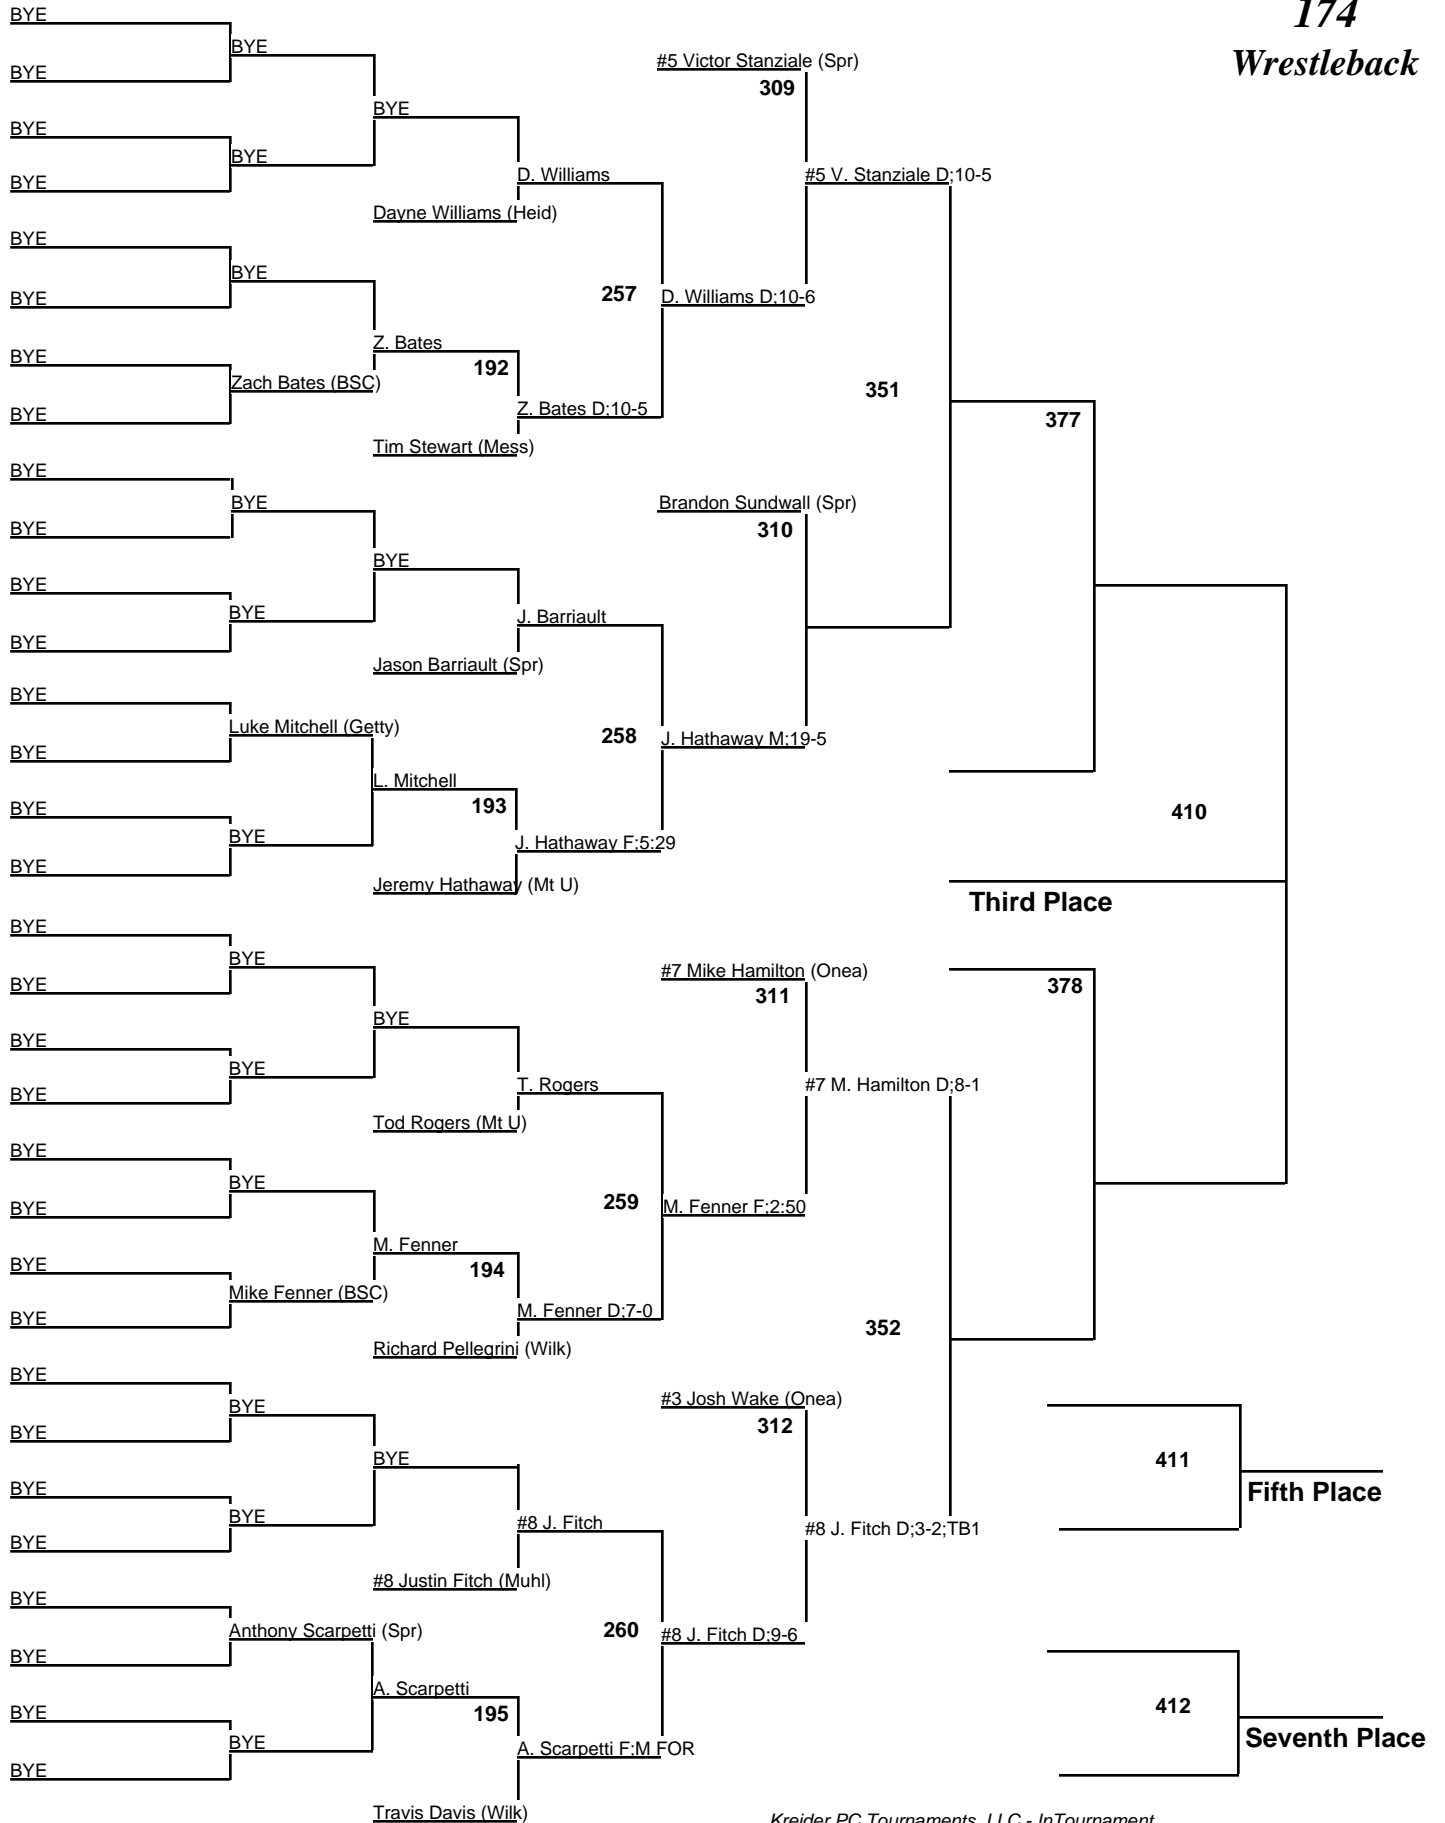 174
Wrestleback
BYE
BYE
BYE
#5 Victor Stanziale (Spr)
BYE
309
BYE
BYE
BYE
BYE
D. Williams
#5 V. Stanziale D;10-5
Dayne Williams (Heid)
BYE
BYE
257
D. Williams D;10-6
BYE
Z. Bates
BYE
192
Zach Bates (BSC)
351
BYE
Z. Bates D;10-5
377
Tim Stewart (Mess)
BYE
BYE
Brandon Sundwall (Spr)
BYE
310
BYE
BYE
BYE
J. Barriault
BYE
Jason Barriault (Spr)
BYE
Luke Mitchell (Getty)
258
J. Hathaway M;19-5
BYE
L. Mitchell
BYE
193
410
BYE
J. Hathaway F;5:29
BYE
Jeremy Hathaway (Mt U)
Third Place
BYE
BYE
#7 Mike Hamilton (Onea)
BYE
311
378
BYE
BYE
BYE
T. Rogers
#7 M. Hamilton D;8-1
BYE
Tod Rogers (Mt U)
BYE
BYE
259
M. Fenner F;2:50
BYE
M. Fenner
BYE
194
Mike Fenner (BSC)
M. Fenner D;7-0
BYE
352
Richard Pellegrini (Wilk)
BYE
#3 Josh Wake (Onea)
BYE
BYE
312
BYE
411
BYE
Fifth Place
BYE
#8 J. Fitch
#8 J. Fitch D;3-2;TB1
BYE
#8 Justin Fitch (Muhl)
BYE
Anthony Scarpetti (Spr)
260
#8 J. Fitch D;9-6
BYE
A. Scarpetti
412
BYE
195
BYE
A. Scarpetti F;M FOR
Seventh Place
BYE
Travis Davis (Wilk)
Kreider PC Tournaments, LLC - InTournament